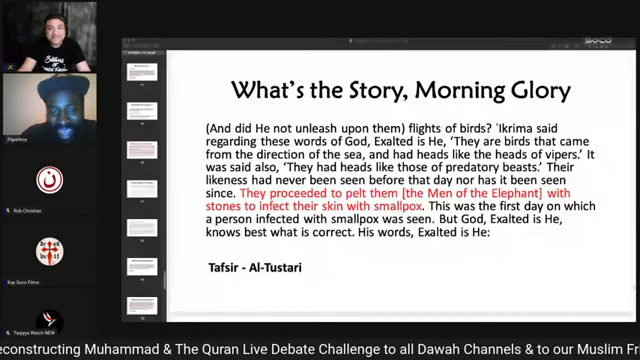 SOCO
JC
What's the Story, Morning Glory
(And did He not unleash upon them) flights of birds? 'Ikrima said
regarding these words of God, Exalted is He, 'They are birds that came
from the direction of the sea, and had heads like the heads of vipers.' It
was said also, 'They had heads like those of predatory beasts.' Their
likeness had never been seen before that day nor has it been seen
since. They proceeded to pelt them [the Men of the Elephant] with
stones to infect their skin with smallpox. This was the first day on which
a person infected with smallpox was seen. But God, Exalted is He,
knows best what is correct. His words, Exalted is He:
Tafsir - Al-Tustari
Paperboy
Rob Christian
Kay Soco Films
Taqiyya Watch NEW
econstructing Muhammad & The Quran Live Debate Challenge to all Dawah Channels & to our Muslim Fr